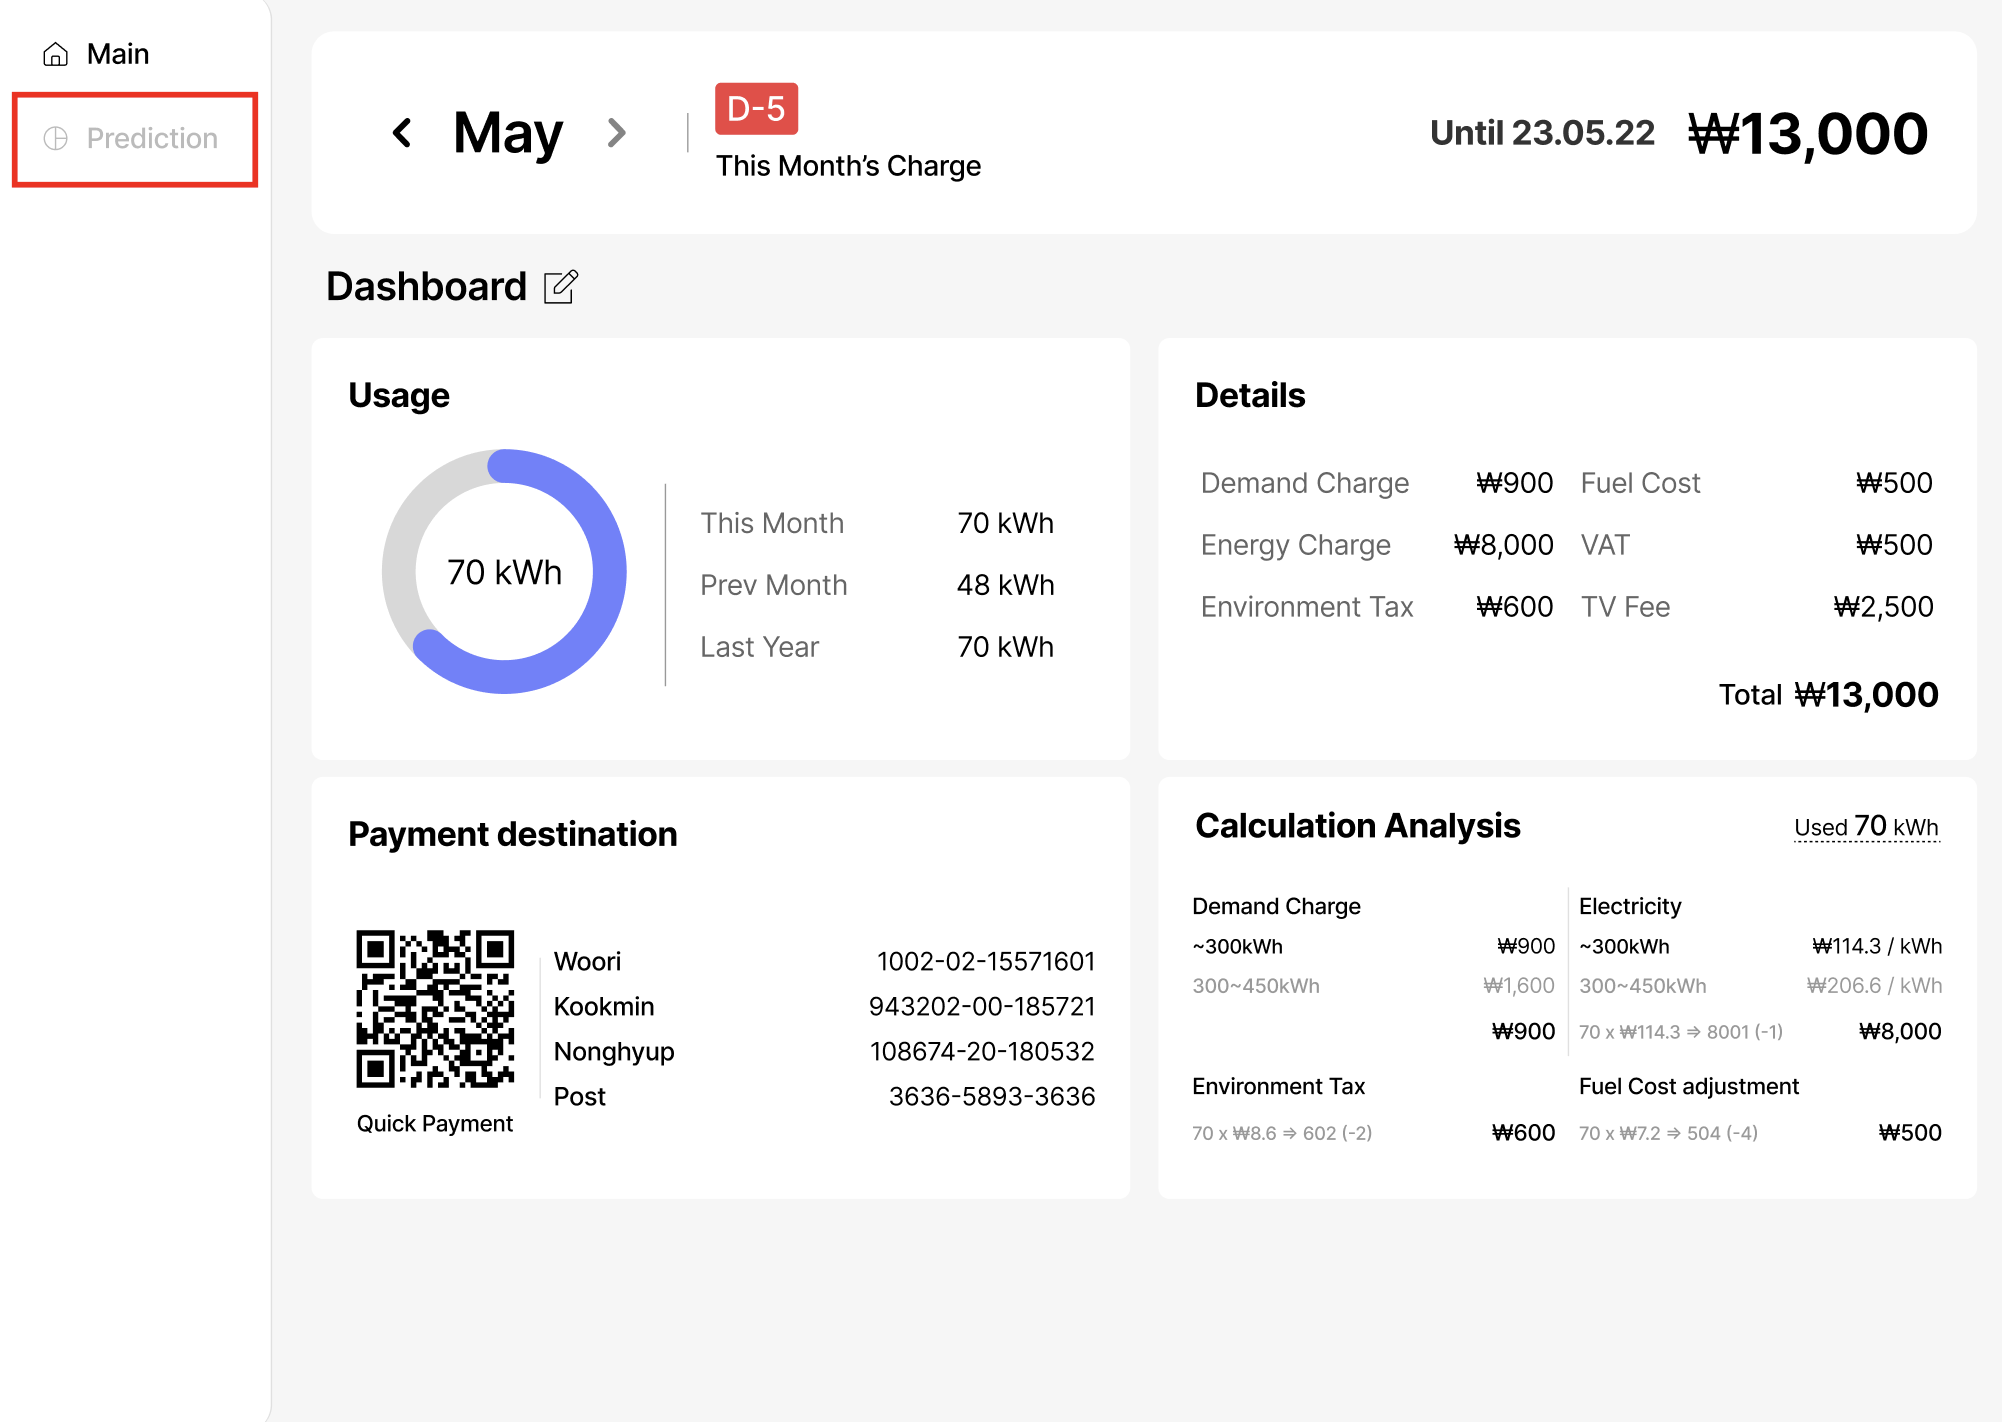 Main
Prediction
May
D-5
This Month's Charge
Until 23.05.22 ₩13,000
Dashboard
Usage
70 kWh
This Month 70 kWh
Prev Month 48 kWh
Last Year 70 kWh
Details
Demand Charge ₩900 Fuel Cost ₩500
Energy Charge ₩8,000 VAT ₩500
Environment Tax ₩600 TV Fee ₩2,500
Total ₩13,000
Payment destination
Quick Payment
Woori 1002-02-15571601
Kookmin 943202-00-185721
Nonghyup 108674-20-180532
Post 3636-5893-3636
Calculation Analysis Used 70 kWh
Demand Charge
~300kWh ₩900
300~450kWh ₩1,600
₩900
Electricity
~300kWh ₩114.3 / kWh
300~450kWh ₩206.6 / kWh
70 x ₩114.3 ⇒ 8001 (-1) ₩8,000
Environment Tax
70 x ₩8.6 ⇒ 602 (-2) ₩600
Fuel Cost adjustment
70 x ₩7.2 ⇒ 504 (-4) ₩500